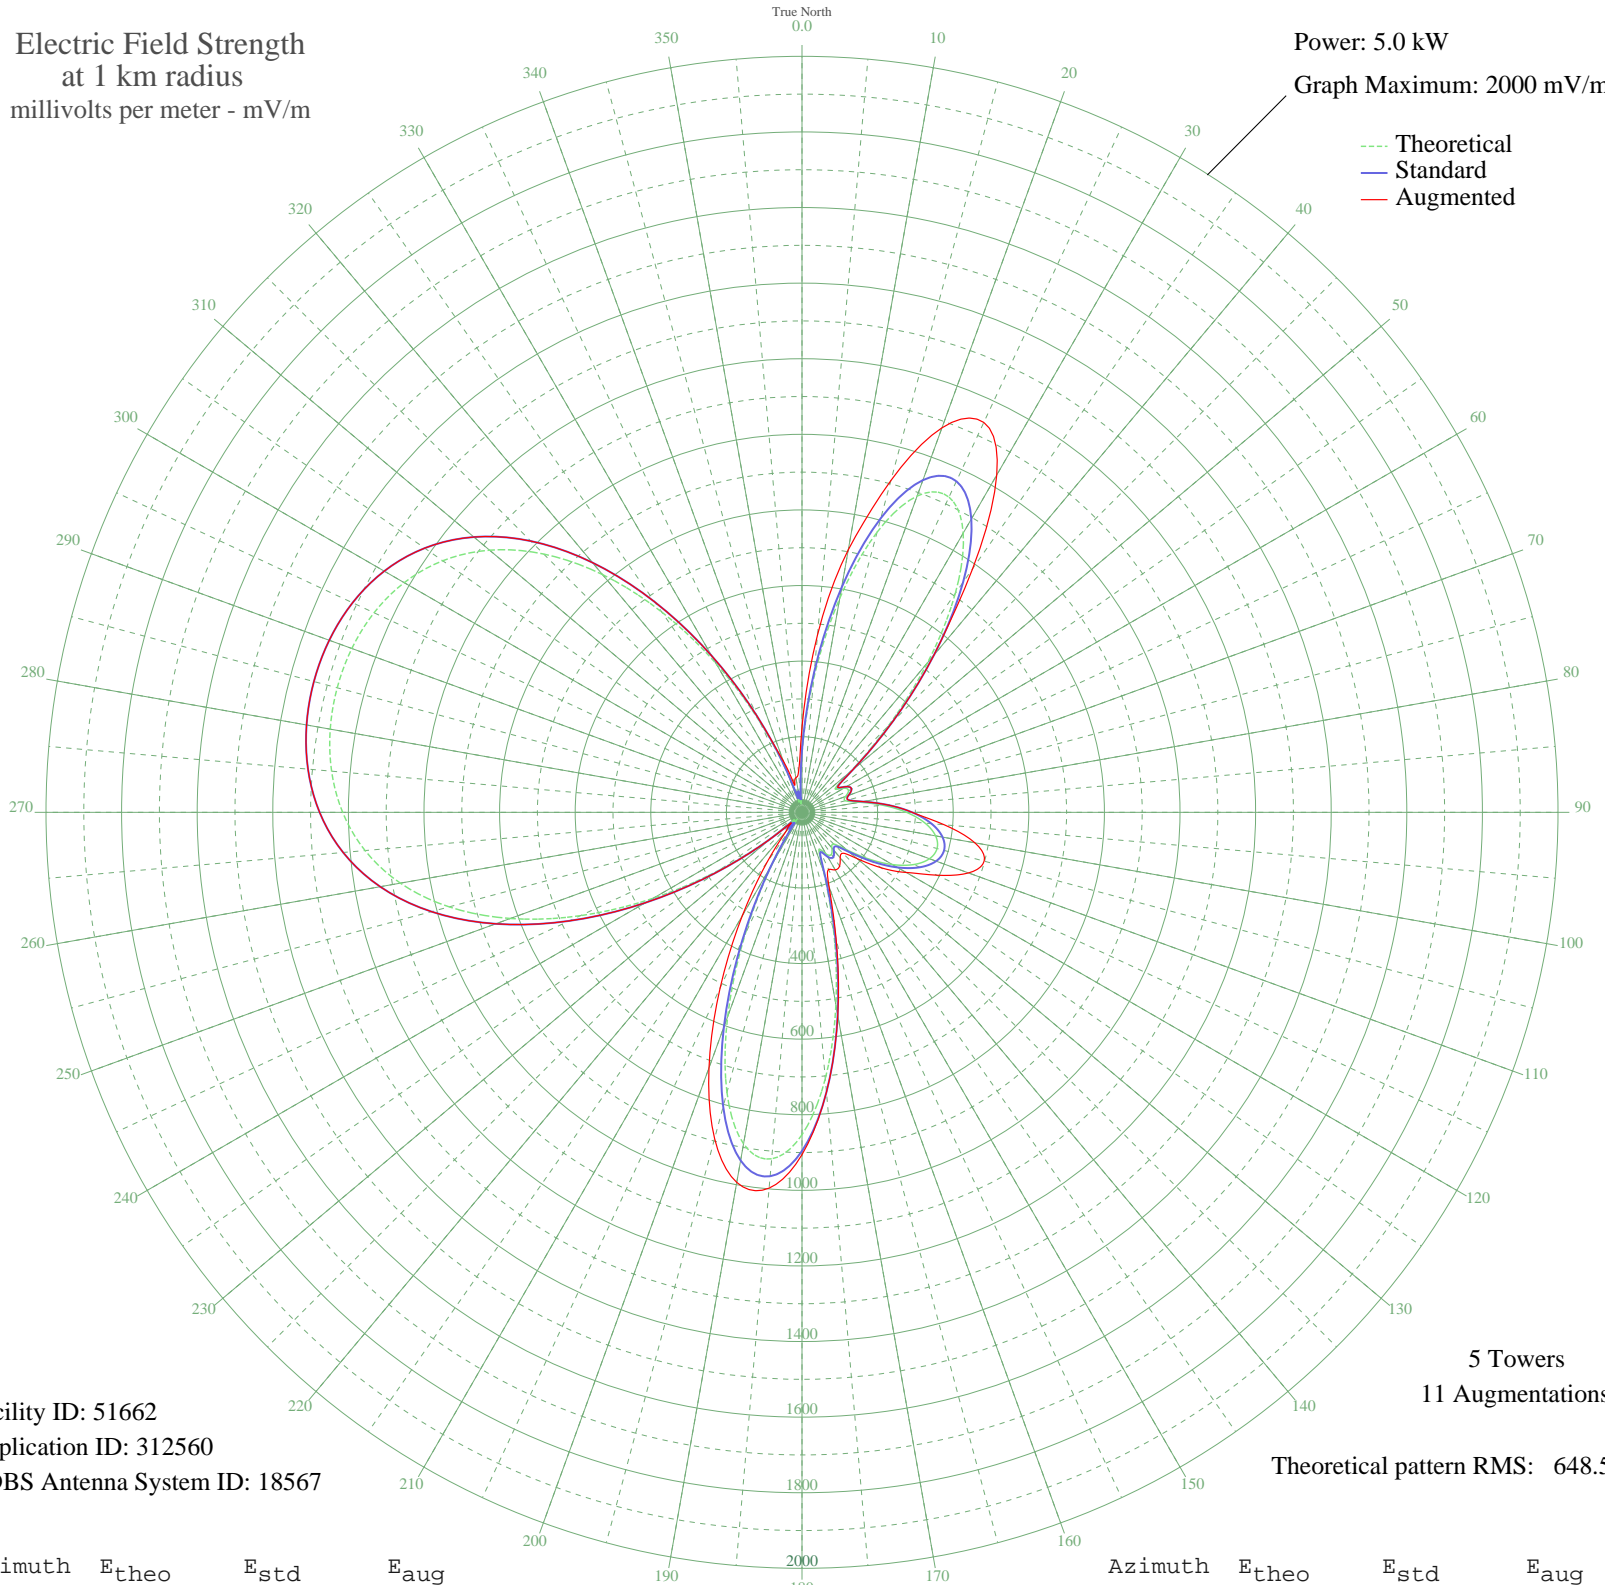 True North
0.0
Electric Field Strength
at 1 km radius
millivolts per meter - mV/m
Power: 5.0 kW
Graph Maximum: 2000 mV/m
Theoretical
Standard
Augmented
10
20
30
40
50
60
70
80
90
100
110
120
130
140
150
160
170
190
200
210
220
230
240
250
260
270
280
290
300
310
320
330
340
350
400
600
800
1000
1200
1400
1600
1800
2000
5 Towers
11 Augmentations
Theoretical pattern RMS: 648.5
cility ID: 51662
plication ID: 312560
DBS Antenna System ID: 18567
imuth Etheo Estd Eaug Azimuth Etheo Estd Eaug